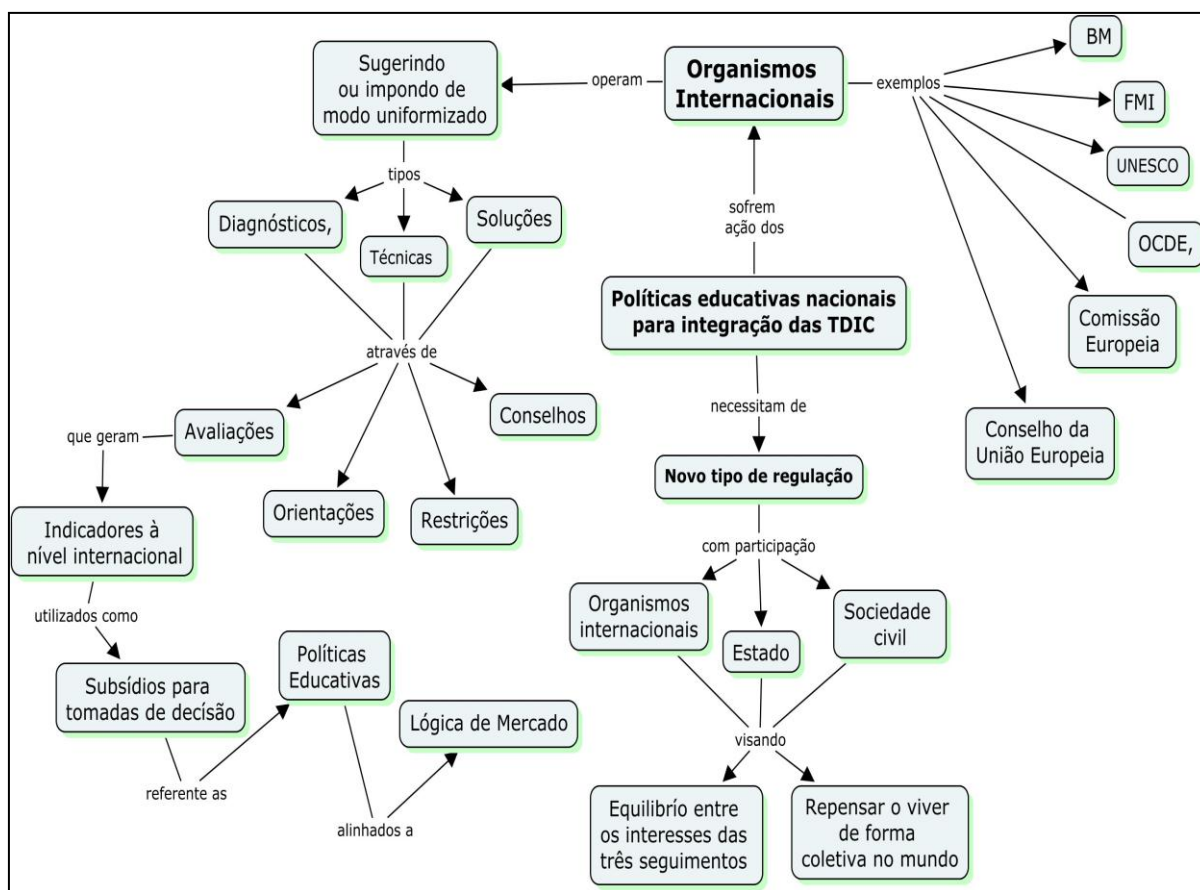 Sugerindo
ou impondo de
modo uniformizado
operam
Organismos
Internacionais
exemplos
BM
FMI
UNESCO
OCDE,
Comissão
Europeia
Conselho da
União Europeia
tipos
Diagnósticos,
Técnicas
Soluções
através de
Avaliações
Orientações
Restrições
Conselhos
que geram
Indicadores à
nível internacional
utilizados como
Subsídios para
tomadas de decísão
referente as
Políticas
Educativas
alinhados a
Lógica de Mercado
sofrem
ação dos
Políticas educativas nacionais
para integração das TDIC
necessitam de
Novo tipo de regulação
com participação
Organismos
internacionais
Estado
Sociedade
civil
visando
Equilibrío entre
os interesses das
três seguimentos
Repensar o viver
de forma
coletiva no mundo